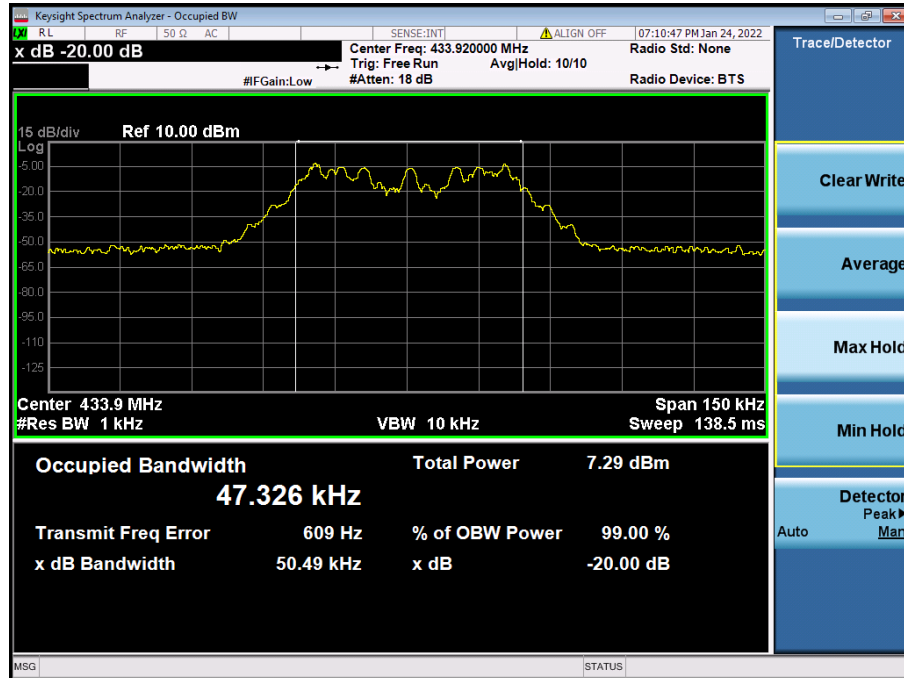 Keysight Spectrum Analyzer - Occupied BW
LXI RL RF 50 Ω AC SENSE:INT ALIGN OFF 07:10:47 PM Jan 24, 2022
x dB -20.00 dB
Center Freq: 433.920000 MHz Radio Std: None
Trig: Free Run Avg|Hold: 10/10
#IFGain:Low #Atten: 18 dB Radio Device: BTS
15 dB/div Ref 10.00 dBm
Log
-5.00
-20.0
-35.0
-50.0
-65.0
-80.0
-95.0
-110
-125
Center 433.9 MHz Span 150 kHz
#Res BW 1 kHz VBW 10 kHz Sweep 138.5 ms
Occupied Bandwidth Total Power 7.29 dBm
47.326 kHz
Transmit Freq Error 609 Hz % of OBW Power 99.00 %
x dB Bandwidth 50.49 kHz x dB -20.00 dB
MSG STATUS
Trace/Detector
Clear Write
Average
Max Hold
Min Hold
Detector
Peak▶
Auto Man